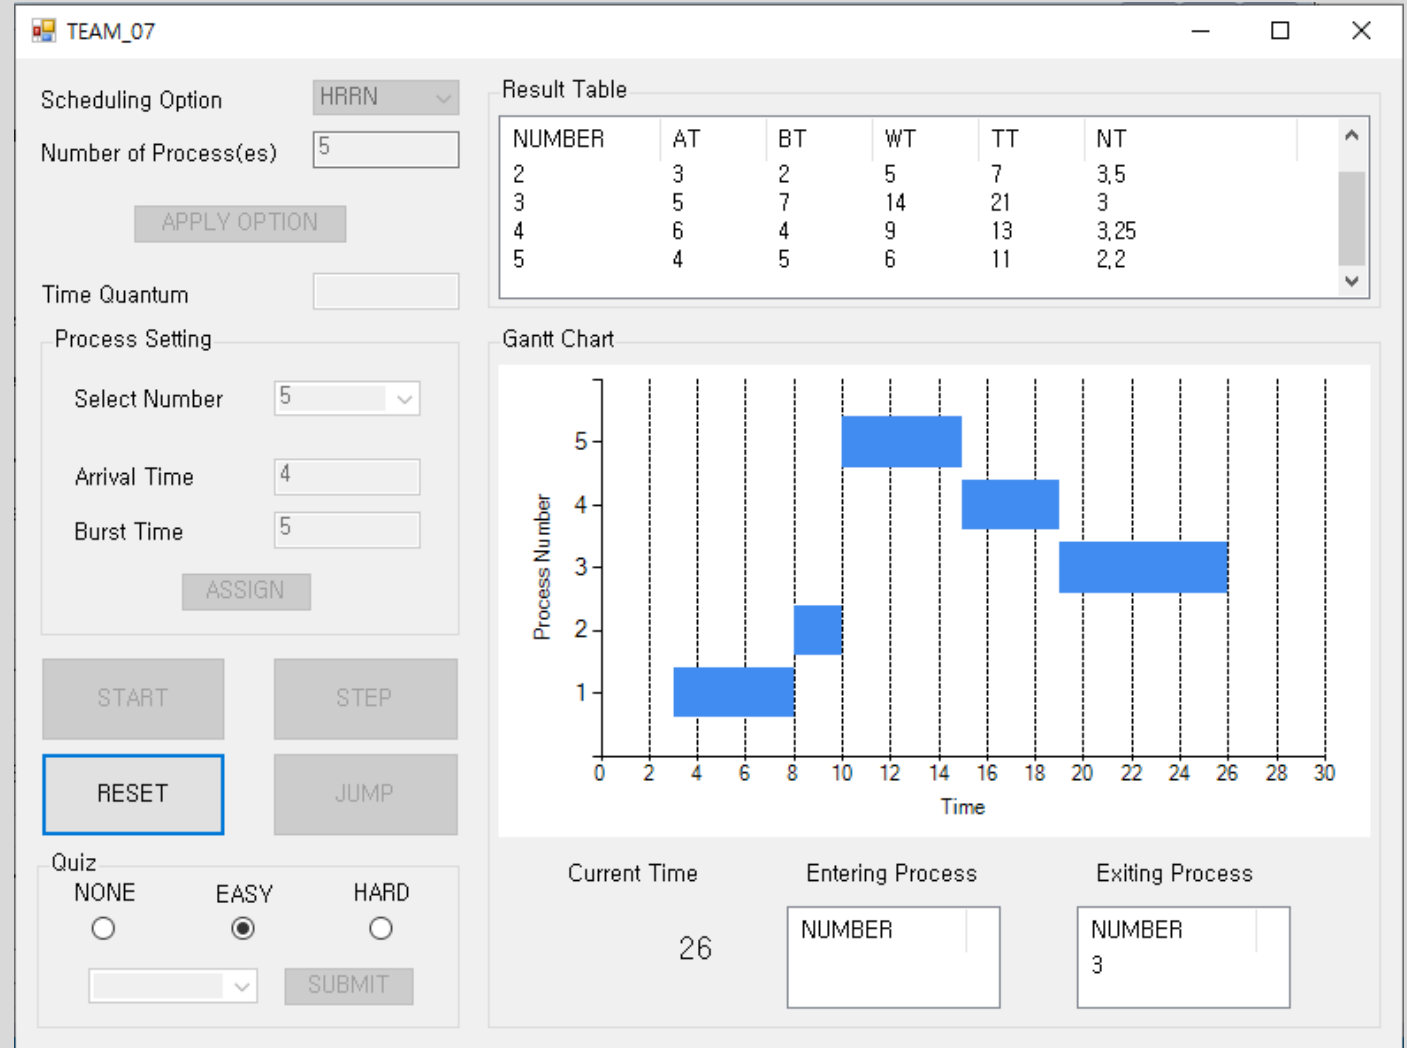 TEAM_07
Scheduling Option
HRRN
Number of Process(es)
5
APPLY OPTION
Time Quantum
Process Setting
Select Number
5
Arrival Time
4
Burst Time
5
ASSIGN
START
STEP
RESET
JUMP
Quiz
NONE EASY HARD
SUBMIT
Result Table
NUMBER AT BT WT TT NT
2 3 2 5 7 3,5
3 5 7 14 21 3
4 6 4 9 13 3,25
5 4 5 6 11 2,2
Gantt Chart
Process Number
5
4
3
2
1
0 2 4 6 8 10 12 14 16 18 20 22 24 26 28 30
Time
Current Time
26
Entering Process
NUMBER
Exiting Process
NUMBER
3